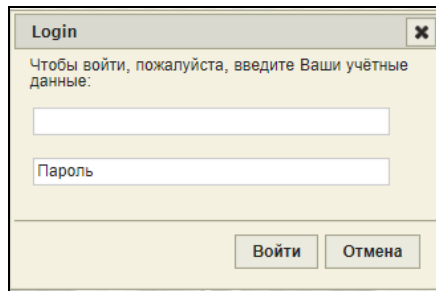 Login
Чтобы войти, пожалуйста, введите Ваши учётные
данные:
Пароль
Войти Отмена